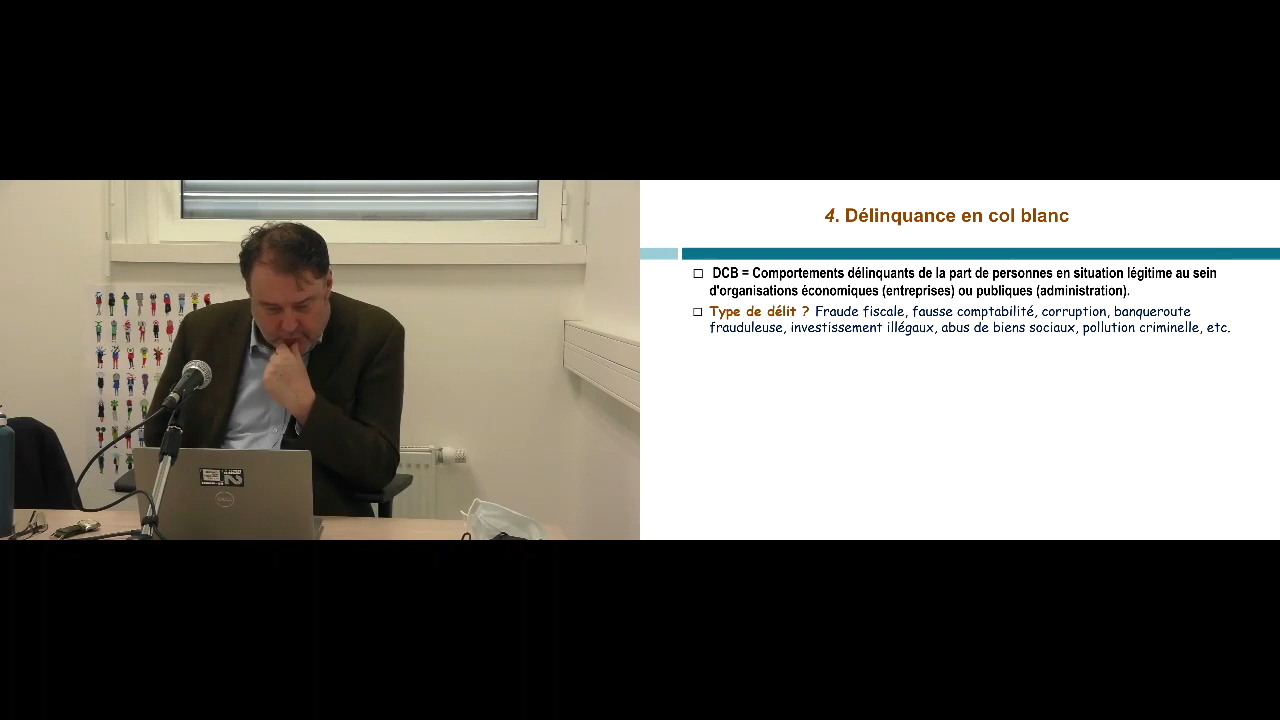 4. Délinquance en col blanc
DCB = Comportements délinquants de la part de personnes en situation légitime au sein
d'organisations économiques (entreprises) ou publiques (administration).
Type de délit ? Fraude fiscale, fausse comptabilité, corruption, banqueroute
frauduleuse, investissement illégaux, abus de biens sociaux, pollution criminelle, etc.
DELL